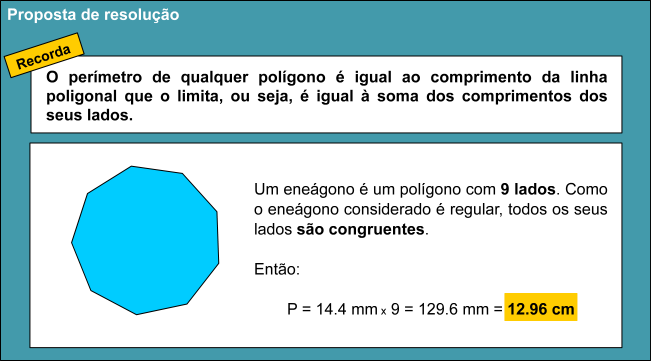 Proposta de resolução
Recorda
O perímetro de qualquer polígono é igual ao comprimento da linha
poligonal que o limita, ou seja, é igual à soma dos comprimentos dos
seus lados.
Um eneágono é um polígono com 9 lados. Como
o eneágono considerado é regular, todos os seus
lados são congruentes.
Então:
P = 14.4 mm x 9 = 129.6 mm = 12.96 cm